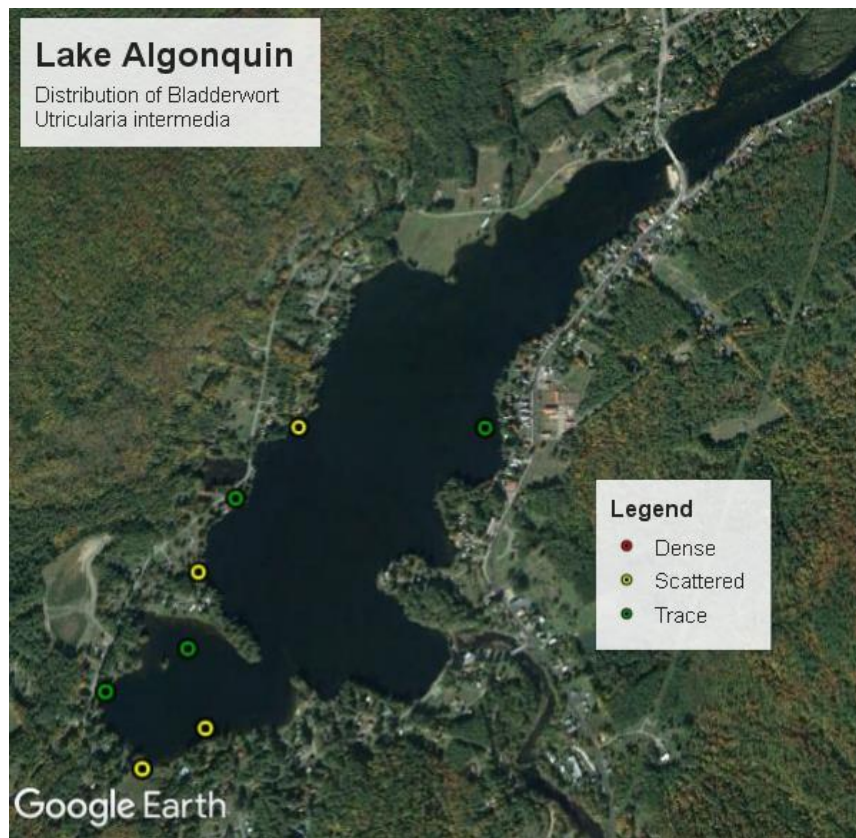 Lake Algonquin
Distribution of Bladderwort
Utricularia intermedia
Legend
Dense
Scattered
Trace
Google Earth